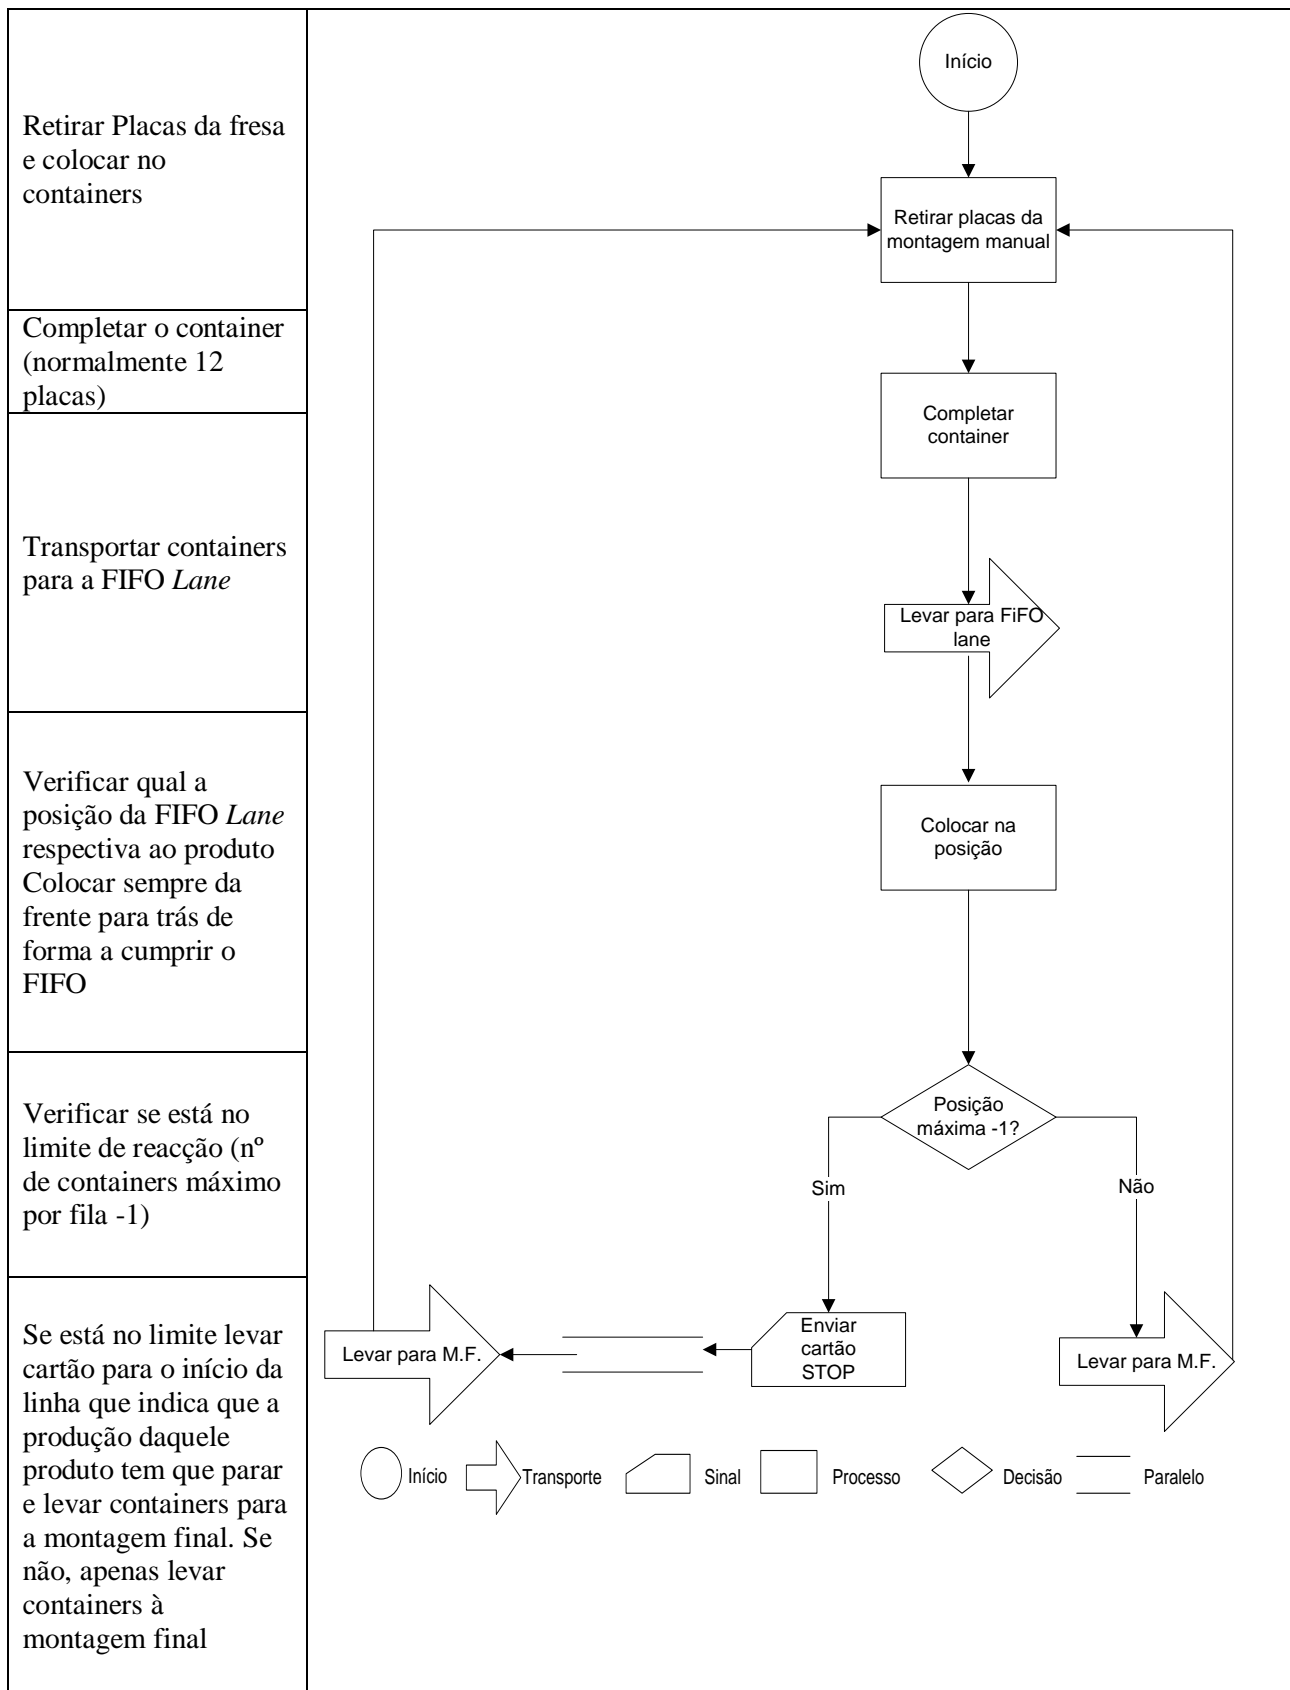 Retirar Placas da fresa
e colocar no
containers
Completar o container
(normalmente 12
placas)
Transportar containers
para a FIFO Lane
Verificar qual a
posição da FIFO Lane
respectiva ao produto
Colocar sempre da
frente para trás de
forma a cumprir o
FIFO
Verificar se está no
limite de reacção (nº
de containers máximo
por fila -1)
Se está no limite levar
cartão para o início da
linha que indica que a
produção daquele
produto tem que parar
e levar containers para
a montagem final. Se
não, apenas levar
containers à
montagem final
Início
Retirar placas da
montagem manual
Completar
container
Levar para FiFO
lane
Colocar na
posição
Posição
máxima -1?
Sim
Não
Enviar
cartão
STOP
Levar para M.F.
Levar para M.F.
Início
Transporte
Sinal
Processo
Decisão
Paralelo